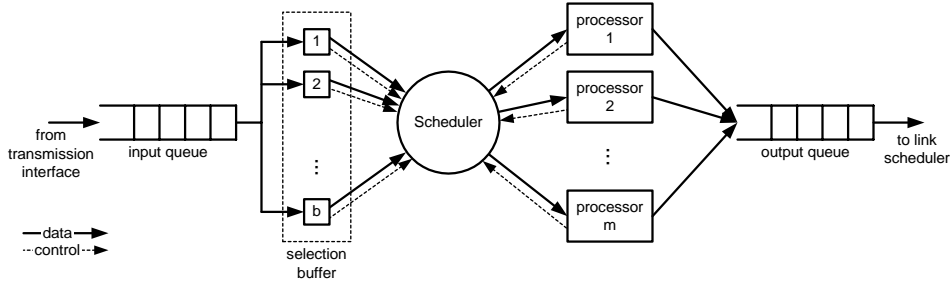 processor
1
1
2
processor
2
Scheduler
from
transmission
interface
input queue
output queue
to link
scheduler
...
...
b
processor
m
data
control
selection
buffer